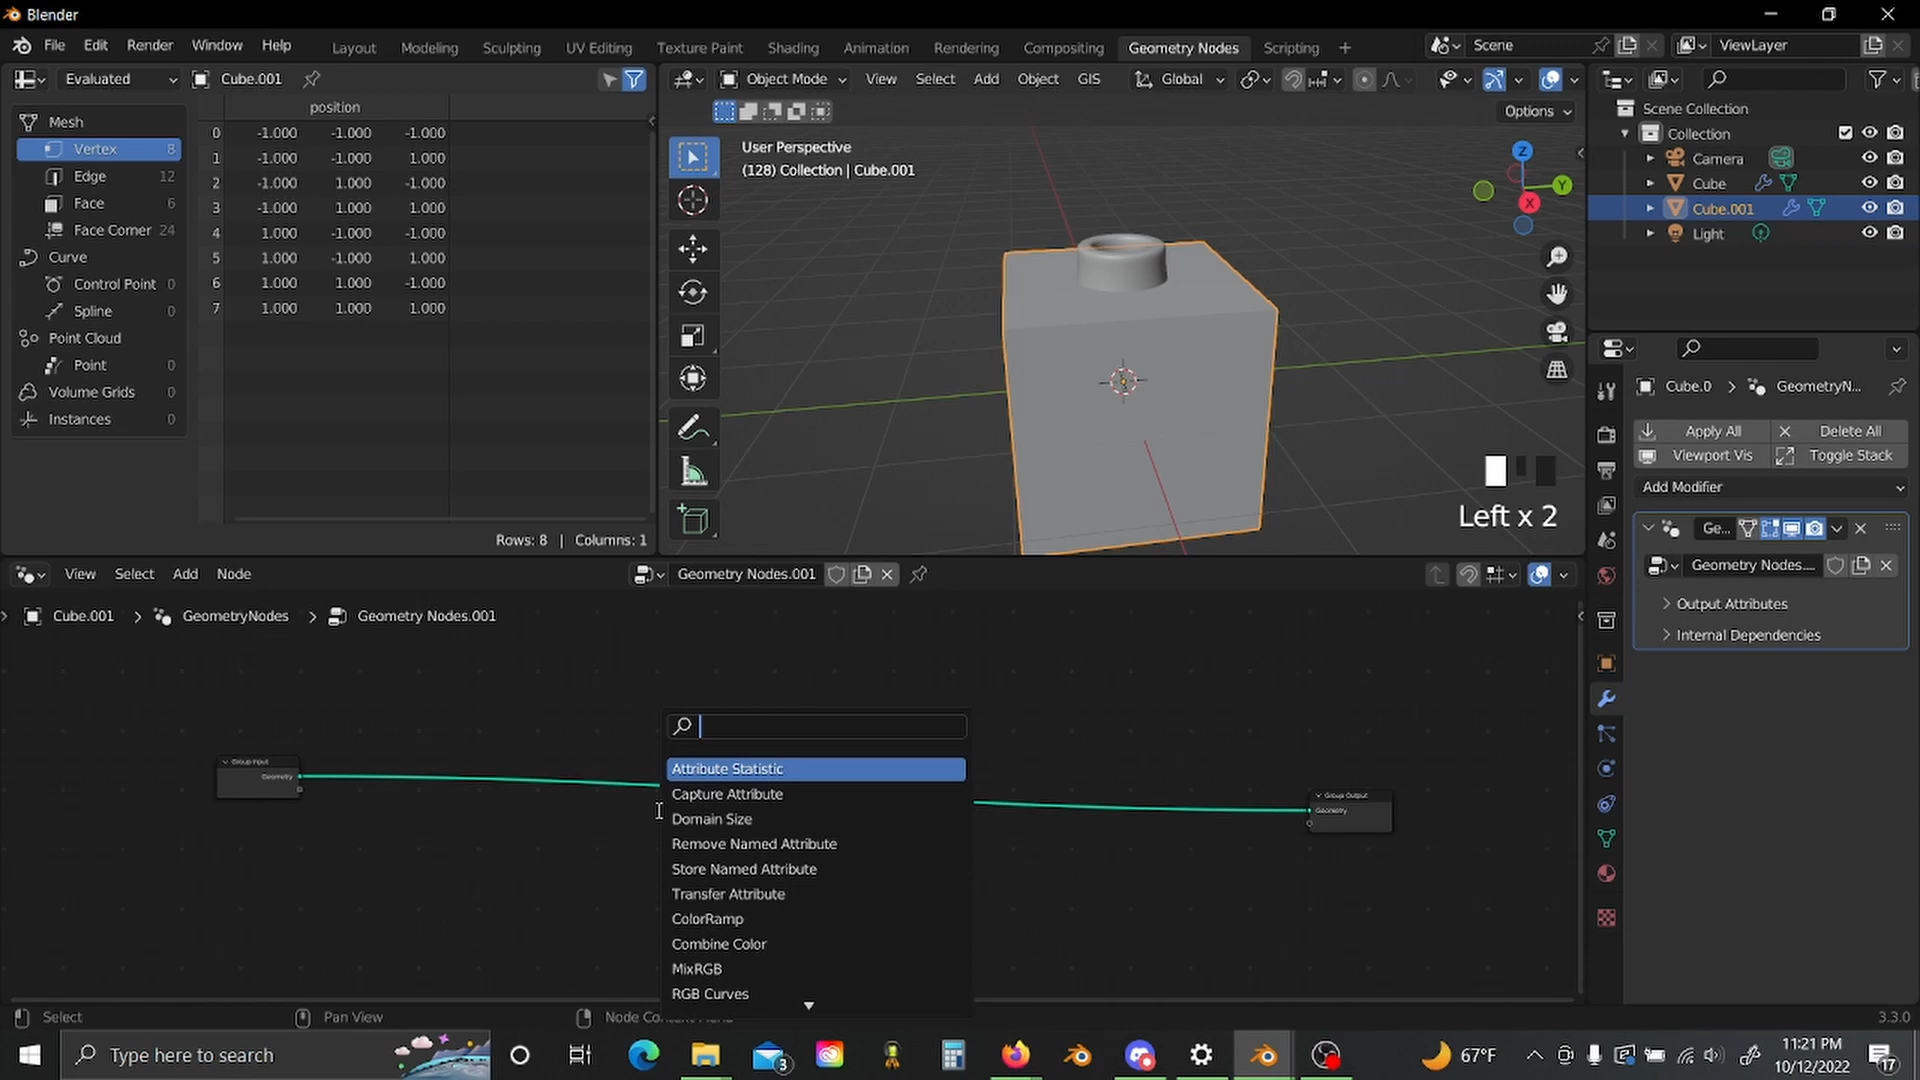 Blender
File Edit Render Window Help
Layout Modeling Sculpting UV Editing Texture Paint Shading Animation Rendering Compositing Geometry Nodes Scripting
Scene
ViewLayer
Evaluated
Cube.001
Object Mode View Select Add Object GIS Global
Options
position
Mesh
Vertex 8
Edge 12
Face 6
Face Corner 24
Curve
Control Point 0
Spline 0
Point Cloud
Point 0
Volume Grids 0
Instances 0
0 -1.000 -1.000 -1.000
1 -1.000 -1.000 1.000
2 -1.000 1.000 -1.000
3 -1.000 1.000 1.000
4 1.000 -1.000 -1.000
5 1.000 -1.000 1.000
6 1.000 1.000 -1.000
7 1.000 1.000 1.000
Rows: 8 | Columns: 1
User Perspective
(128) Collection | Cube.001
Z
Y
X
Left x 2
Scene Collection
Collection
Camera
Cube
Cube.001
Light
Cube.0 > GeometryN...
Apply All
Delete All
Viewport Vis
Toggle Stack
Add Modifier
Ge...
Geometry Nodes....
Output Attributes
Internal Dependencies
View Select Add Node
Geometry Nodes.001
Cube.001 > GeometryNodes > Geometry Nodes.001
Group Input
Geometry
Attribute Statistic
Capture Attribute
Domain Size
Remove Named Attribute
Store Named Attribute
Transfer Attribute
ColorRamp
Combine Color
MixRGB
RGB Curves
Group Output
Geometry
Select
Pan View
Node Co
3.3.0
Type here to search
3
67°F
11:21 PM
10/12/2022
17